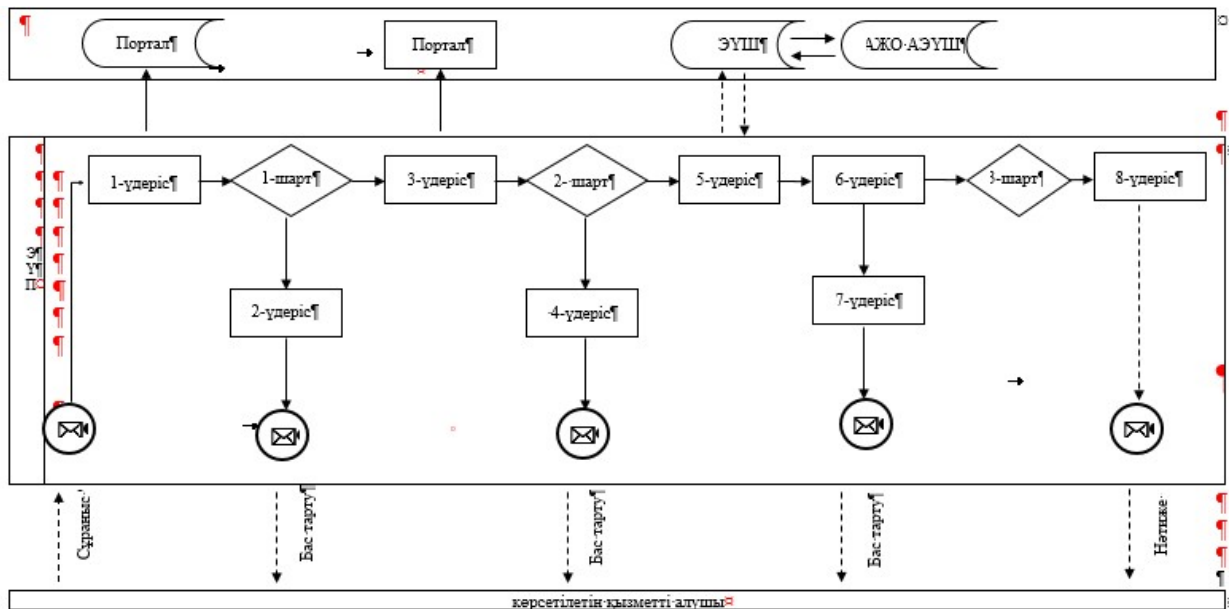 Портал¶
Портал¶
ЭҮШ¶
АЖО·АЭҮШ¶
Э¶
Ү¶
П¤
1-үдеріс¶
1-шарт¶
3-үдеріс¶
2-·шарт¶
5-үдеріс¶
6-үдеріс¶
3-шарт¶
8-үдеріс¶
2-үдеріс¶
·4-үдеріс¶
7-үдеріс¶
Сұраныс·
Бас·тарту¶
Бас·тарту¶
Бас·тарту¶
Нәтиже·
көрсетілетін·қызметті·алушы¤